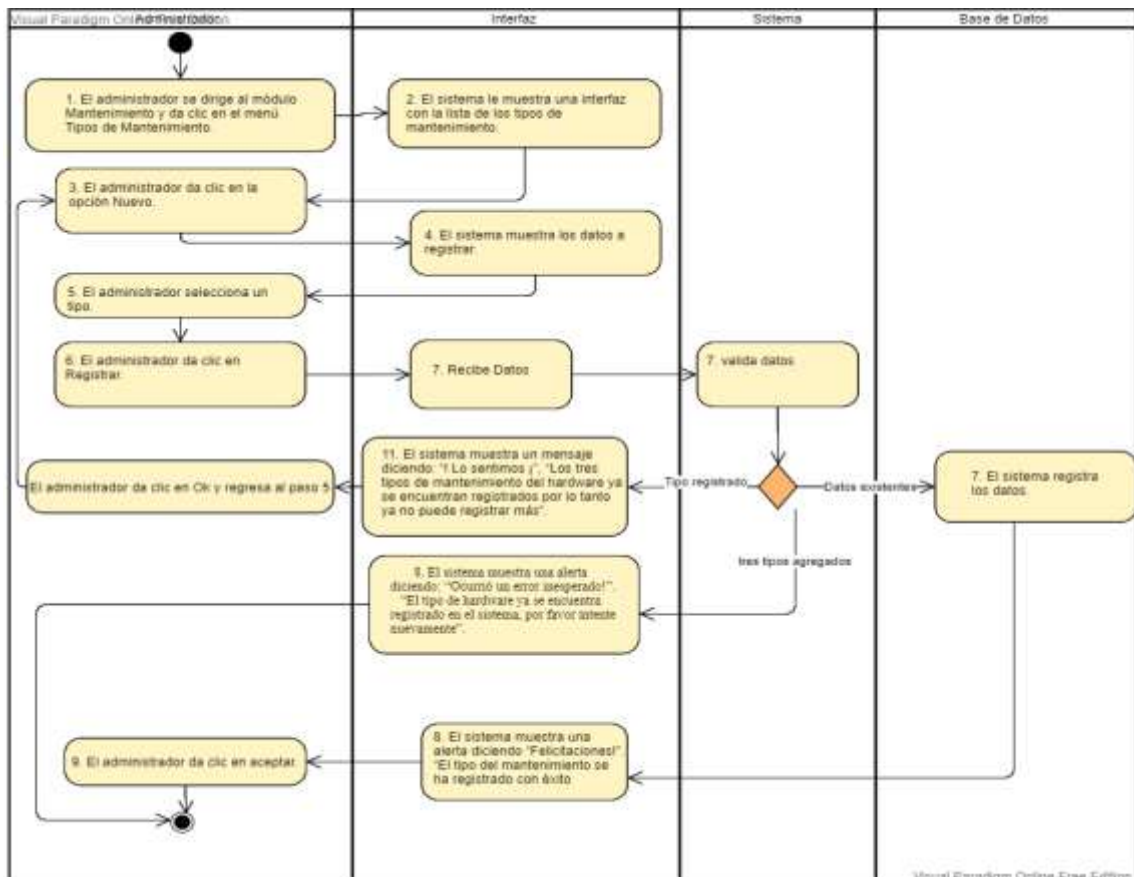 Visual Paradigm Online Free Edition
Administrador
Interfaz
Sistema
Base de Datos
1. El administrador se dirige al módulo
Mantenimiento y da clic en el menú
Tipos de Mantenimiento.
2. El sistema le muestra una interfaz
con la lista de los tipos de
mantenimiento.
3. El administrador da clic en la
opción Nuevo.
4. El sistema muestra los datos a
registrar.
5. El administrador selecciona un
tipo.
6. El administrador da clic en
Registrar.
7. Recibe Datos
7. valida datos
11. El sistema muestra un mensaje
diciendo: "! Lo sentimos ¡", "Los tres
tipos de mantenimiento del hardware ya
se encuentran registrados por lo tanto
ya no puede registrar más".
El administrador da clic en Ok y regresa al paso 5
Tipo registrado
Datos existentes
7. El sistema registra
los datos.
tres tipos agregados
El sistema muestra una alerta
diciendo: "Ocurrió un error inesperado!".
"El tipo de hardware ya se encuentra
registrado en el sistema, por favor intente
nuevamente".
8. El sistema muestra una
alerta diciendo "Felicitaciones!"
"El tipo del mantenimiento se
ha registrado con éxito
9. El administrador da clic en aceptar.
Visual Paradigm Online Free Edition